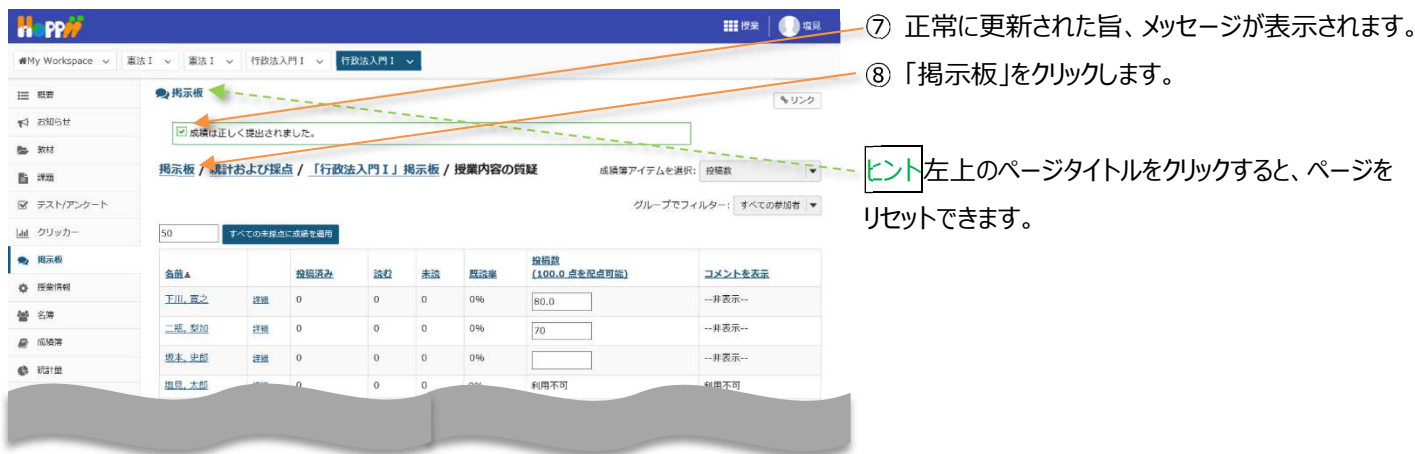 HoPPii
授業 塩見
My Workspace 憲法Ⅰ 憲法Ⅰ 行政法入門Ⅰ 行政法入門Ⅰ
概要
お知らせ
教材
課題
テスト/アンケート
クリッカー
掲示板
授業情報
名簿
成績簿
統計量
掲示板
リンク
成績は正しく提出されました。
掲示板 / 統計および採点 / 「行政法入門Ⅰ」掲示板 / 授業内容の質疑
成績簿アイテムを選択: 投稿数
グループでフィルター: すべての参加者
50 すべての未採点に成績を適用
名前 投稿済み 読む 未読 既読率 投稿数 (100.0 点を配点可能) コメントを表示
下川, 寛之 詳細 0 0 0 0% 80.0 --非表示--
二瓶, 梨加 詳細 0 0 0 0% 70 --非表示--
坂本, 史郎 詳細 0 0 0 0% --非表示--
塩見, 太郎 0 0 0 0% 利用不可 利用不可
⑦ 正常に更新された旨、メッセージが表示されます。
⑧ 「掲示板」をクリックします。
ヒント左上のページタイトルをクリックすると、ページを
リセットできます。